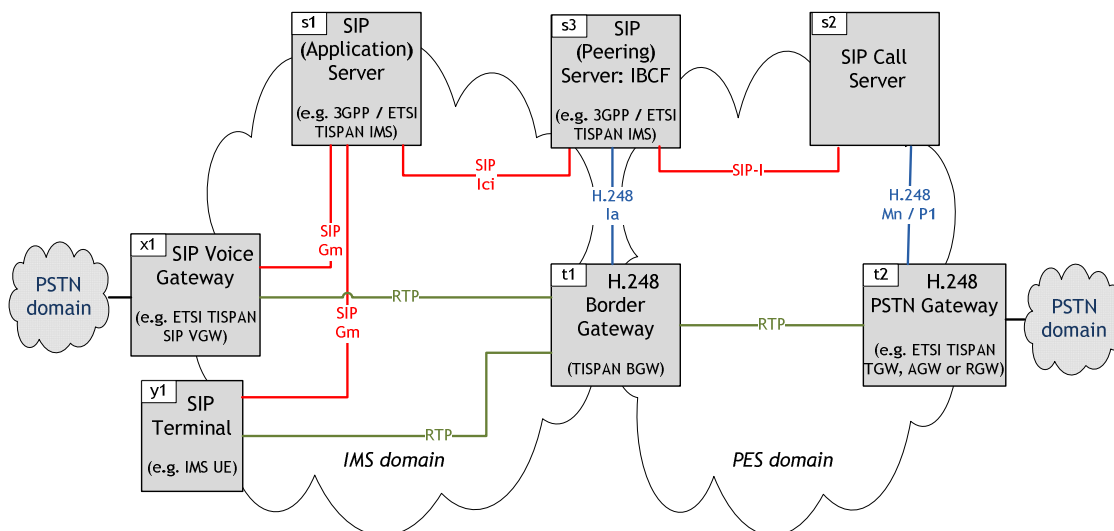 s1
SIP
(Application)
Server
(e.g. 3GPP / ETSI
TISPAN IMS)
s3
SIP
(Peering)
Server: IBCF
(e.g. 3GPP / ETSI
TISPAN IMS)
s2
SIP Call
Server
SIP
Ici
SIP-I
H.248
Ia
H.248
Mn / P1
SIP
Gm
SIP
Gm
PSTN
domain
x1
SIP Voice
Gateway
(e.g. ETSI TISPAN
SIP VGW)
RTP
t1
H.248
Border
Gateway
(TISPAN BGW)
RTP
t2
H.248
PSTN Gateway
(e.g. ETSI TISPAN
TGW, AGW or RGW)
PSTN
domain
y1
SIP
Terminal
(e.g. IMS UE)
RTP
IMS domain
PES domain